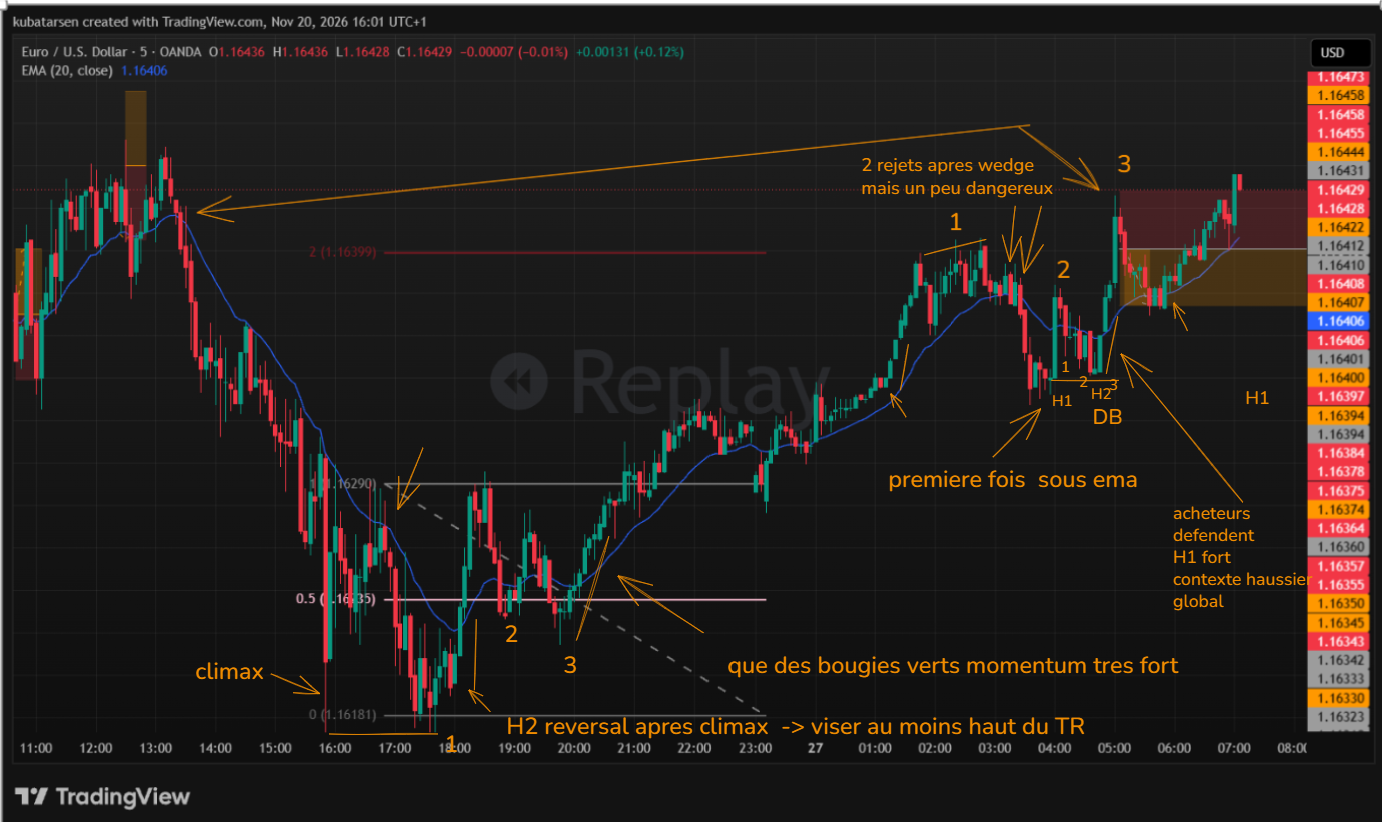 kubatarsen created with TradingView.com, Nov 20, 2026 16:01 UTC+1
Euro / U.S. Dollar · 5 · OANDA O1.16436 H1.16436 L1.16428 C1.16429 −0.00007 (−0.01%) +0.00131 (+0.12%)
EMA (20, close) 1.16406
USD
1.16473
1.16458
1.16458
1.16455
1.16444
1.16431
1.16429
1.16428
1.16422
1.16412
1.16410
1.16408
1.16407
1.16406
1.16406
1.16401
1.16400
1.16397
1.16394
1.16394
1.16384
1.16378
1.16375
1.16374
1.16364
1.16360
1.16357
1.16355
1.16350
1.16345
1.16343
1.16342
1.16333
1.16330
1.16323
2 rejets apres wedge
mais un peu dangereux
3
1
2
2 (1.16399)
Replay
1
2
3
H1
H2
DB
H1
premiere fois sous ema
(1.16290)
acheteurs
defendent
H1 fort
contexte haussier
global
0.5
2
3
climax
que des bougies verts momentum tres fort
0 (1.16181)
H2 reversal apres climax -> viser au moins haut du TR
1
11:00 12:00 13:00 14:00 15:00 16:00 17:00 18:00 19:00 20:00 21:00 22:00 23:00 27 01:00 02:00 03:00 04:00 05:00 06:00 07:00
TradingView